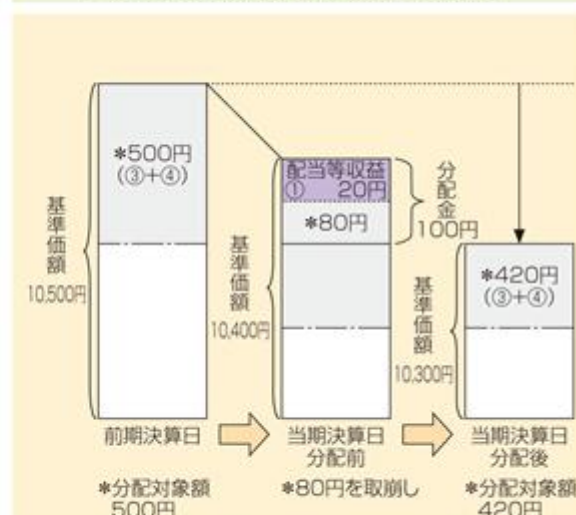 *500円
(③+④)
基準価額
10,500円
前期決算日
*分配対象額
500円
配当等収益
① 20円
*80円
分配金
100円
基準価額
10,400円
当期決算日
分配前
*80円を取崩し
*420円
(③+④)
基準価額
10,300円
当期決算日
分配後
*分配対象額
420円